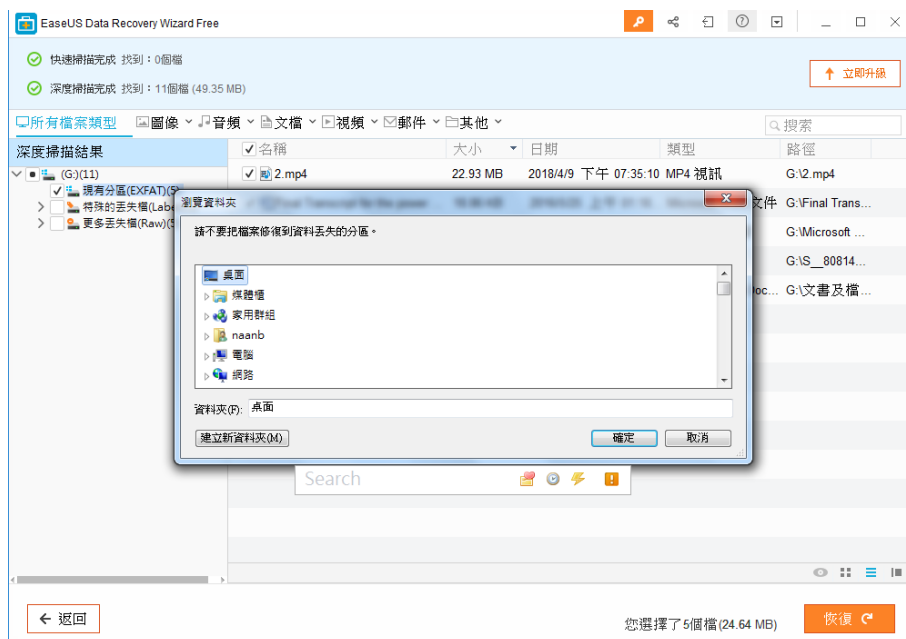 EaseUS Data Recovery Wizard Free
快速掃描完成 找到：0個檔
深度掃描完成 找到：11個檔 (49.35 MB)
立即升級
所有檔案類型 圖像 音頻 文檔 視頻 郵件 其他 搜索
深度掃描結果 名稱 大小 日期 類型 路徑
(G:)(11) 2.mp4 22.93 MB 2018/4/9 下午 07:35:10 MP4 視訊 G:\2.mp4
現有分區(EXFAT)(5)
特殊的丟失檔(Labe 文件 G:\Final Trans...
更多丟失檔(Raw)(5 G:\Microsoft ...
G:\S__80814...
oc... G:\文書及檔...
瀏覽資料夾
請不要把檔案修復到資料丟失的分區。
桌面
媒體櫃
家用群組
naanb
電腦
網路
資料夾(F): 桌面
建立新資料夾(M) 確定 取消
Search
返回 您選擇了5個檔(24.64 MB) 恢復